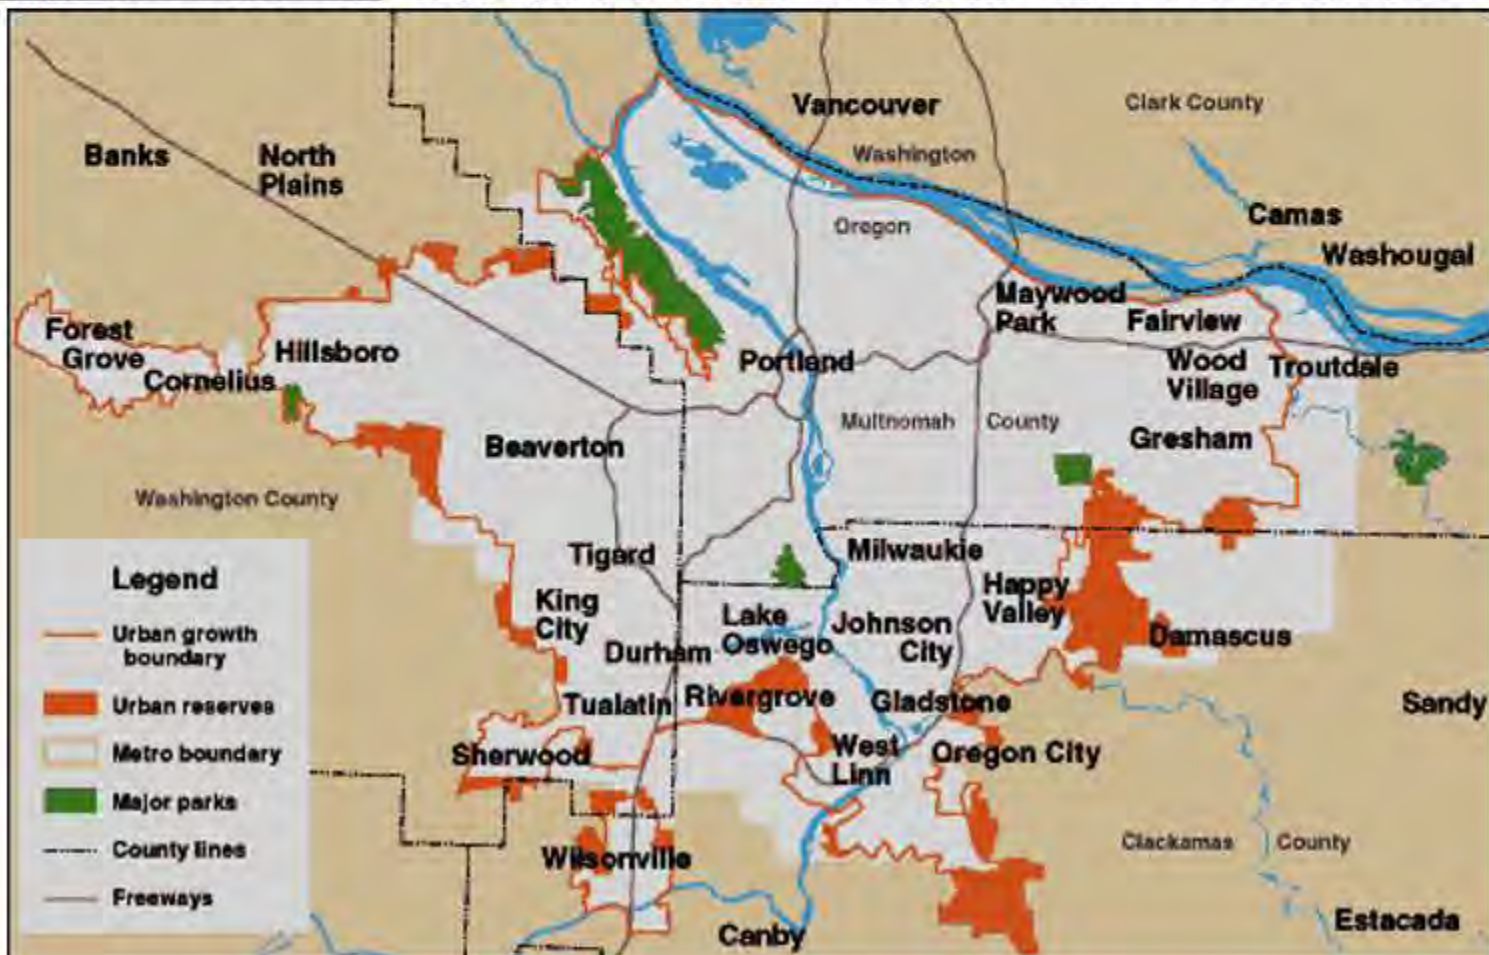 Vancouver
Clark County
Banks
North
Plains
Washington
Camas
Oregon
Washougal
Maywood
Park
Fairview
Forest
Grove
Hillsboro
Cornelius
Portland
Wood
Village
Troutdale
Multnomah County
Gresham
Beaverton
Washington County
Tigard
Milwaukie
Happy
Valley
King
City
Lake
Oswego
Johnson
City
Damascus
Durham
Tualatin
Rivergrove
Gladstone
Sandy
Sherwood
West
Linn
Oregon City
Wilsonville
Clackamas County
Canby
Estacada
Legend
Urban growth
boundary
Urban reserves
Metro boundary
Major parks
County lines
Freeways